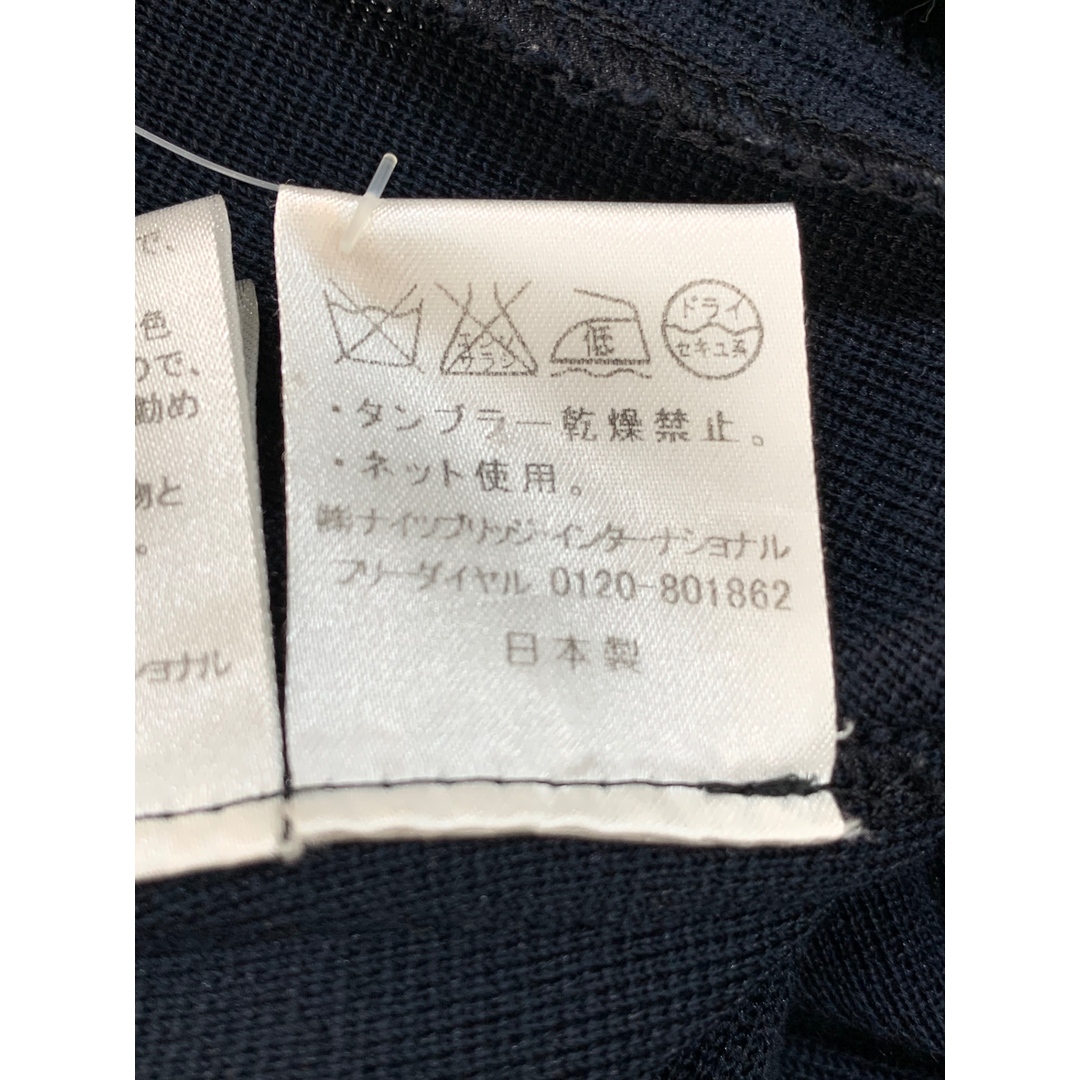 で、
色
ので、
勧め
物と
。
ショナル
エンソ
サラシ
低
ドライ
セキユ系
・タンブラー乾燥禁止。
・ネット使用。
㈱ナイツブリッジ・インターナショナル
フリーダイヤル 0120-801862
日本製